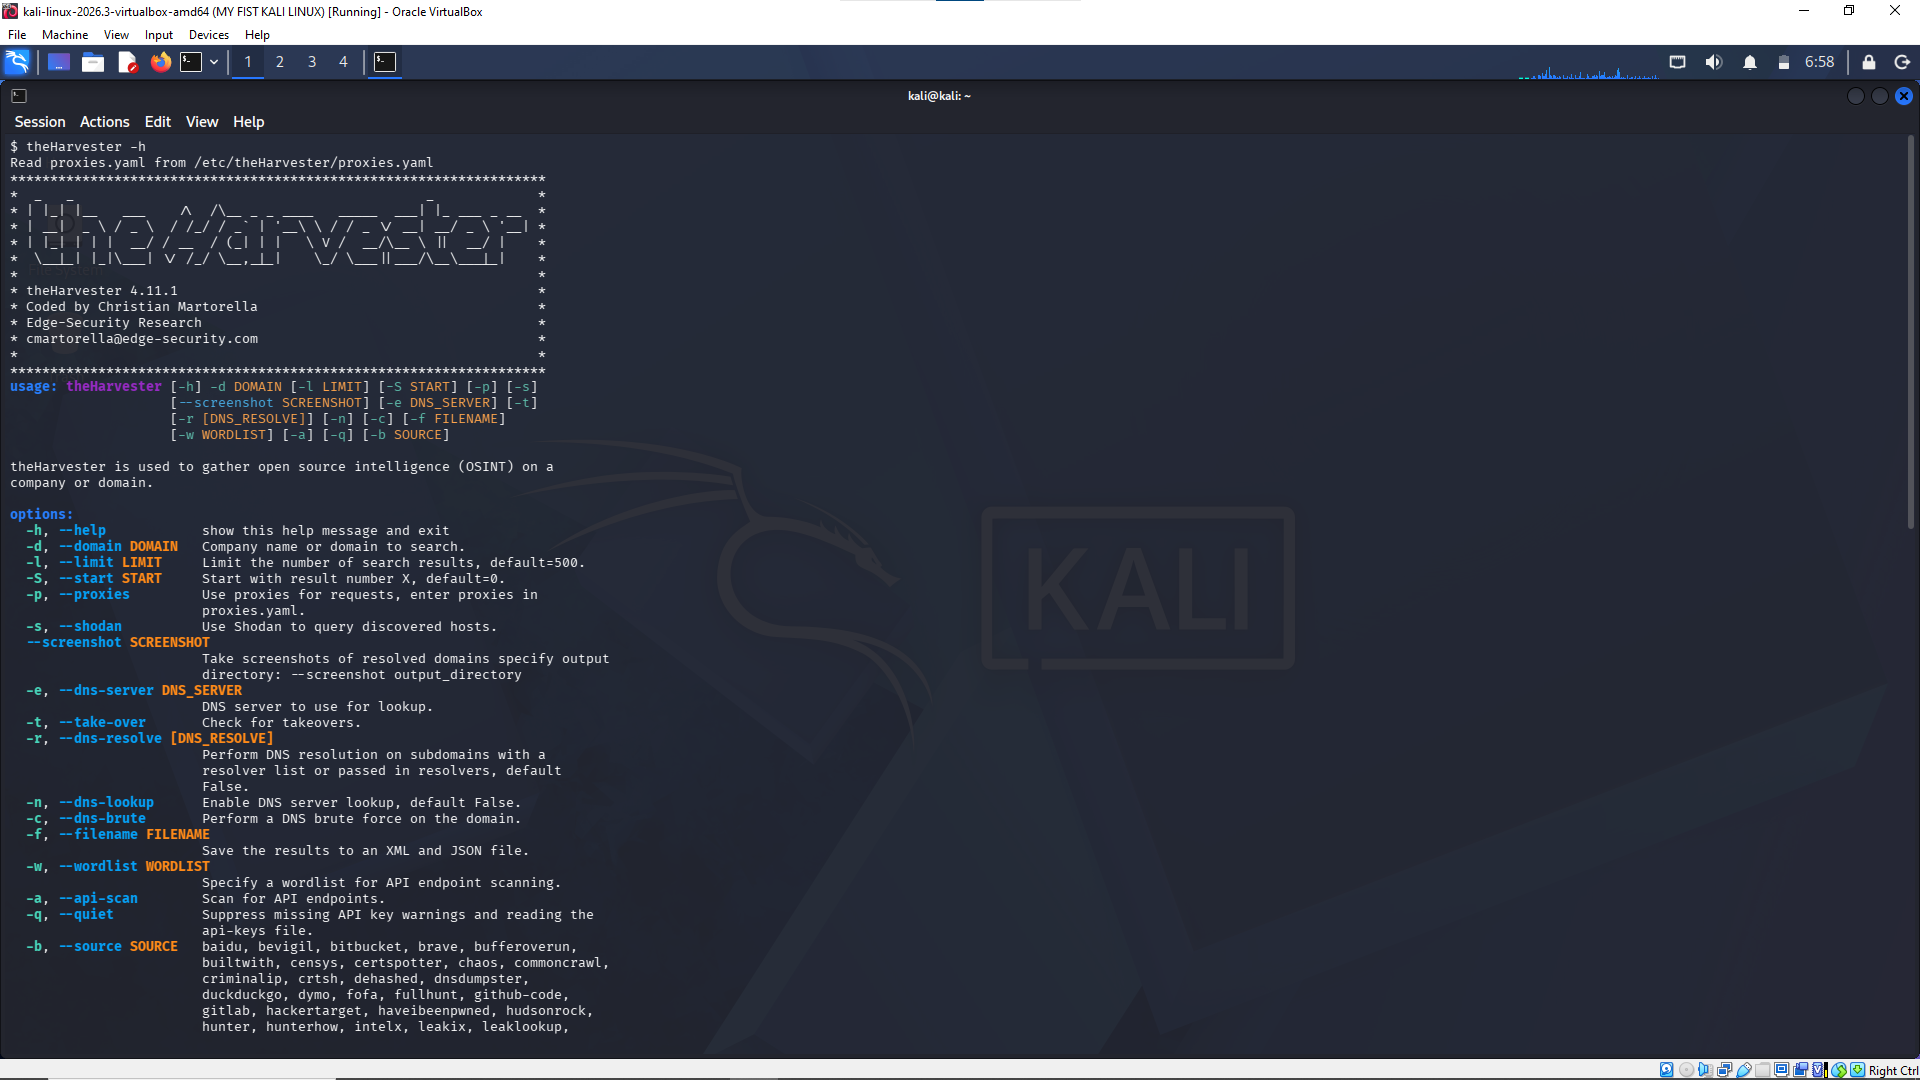 kali-linux-2026.3-virtualbox-amd64 (MY FIST KALI LINUX) [Running] - Oracle VirtualBox
File Machine View Input Devices Help
1 2 3 4 6:58
kali@kali: ~
Session Actions Edit View Help
$ theHarvester -h
Read proxies.yaml from /etc/theHarvester/proxies.yaml
*******************************************************************
theHarvester
* theHarvester 4.11.1 *
* Coded by Christian Martorella *
* Edge-Security Research *
* cmartorella@edge-security.com *
* *
*******************************************************************
usage: theHarvester [-h] -d DOMAIN [-l LIMIT] [-S START] [-p] [-s]
[--screenshot SCREENSHOT] [-e DNS_SERVER] [-t]
[-r [DNS_RESOLVE]] [-n] [-c] [-f FILENAME]
[-w WORDLIST] [-a] [-q] [-b SOURCE]
theHarvester is used to gather open source intelligence (OSINT) on a
company or domain.
options:
-h, --help show this help message and exit
-d, --domain DOMAIN Company name or domain to search.
-l, --limit LIMIT Limit the number of search results, default=500.
-S, --start START Start with result number X, default=0.
-p, --proxies Use proxies for requests, enter proxies in
proxies.yaml.
-s, --shodan Use Shodan to query discovered hosts.
--screenshot SCREENSHOT
Take screenshots of resolved domains specify output
directory: --screenshot output_directory
-e, --dns-server DNS_SERVER
DNS server to use for lookup.
-t, --take-over Check for takeovers.
-r, --dns-resolve [DNS_RESOLVE]
Perform DNS resolution on subdomains with a
resolver list or passed in resolvers, default
False.
-n, --dns-lookup Enable DNS server lookup, default False.
-c, --dns-brute Perform a DNS brute force on the domain.
-f, --filename FILENAME
Save the results to an XML and JSON file.
-w, --wordlist WORDLIST
Specify a wordlist for API endpoint scanning.
-a, --api-scan Scan for API endpoints.
-q, --quiet Suppress missing API key warnings and reading the
api-keys file.
-b, --source SOURCE baidu, bevigil, bitbucket, brave, bufferoverun,
builtwith, censys, certspotter, chaos, commoncrawl,
criminalip, crtsh, dehashed, dnsdumpster,
duckduckgo, dymo, fofa, fullhunt, github-code,
gitlab, hackertarget, haveibeenpwned, hudsonrock,
hunter, hunterhow, intelx, leakix, leaklookup,
KALI
Right Ctrl